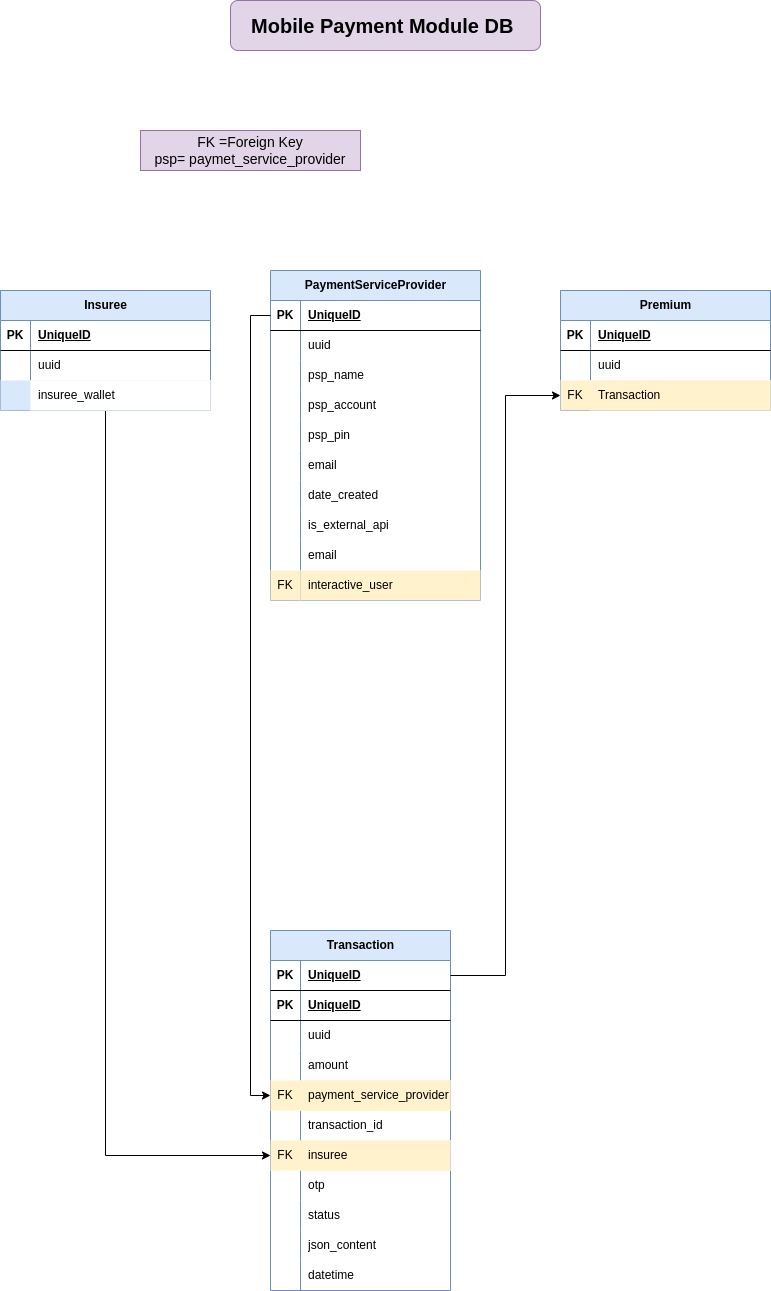 Mobile Payment Module DB
FK =Foreign Key
psp= paymet_service_provider
Insuree
PK UniqueID
uuid
insuree_wallet
PaymentServiceProvider
PK UniqueID
uuid
psp_name
psp_account
psp_pin
email
date_created
is_external_api
email
FK interactive_user
Premium
PK UniqueID
uuid
FK Transaction
Transaction
PK UniqueID
PK UniqueID
uuid
amount
FK payment_service_provider
transaction_id
FK insuree
otp
status
json_content
datetime